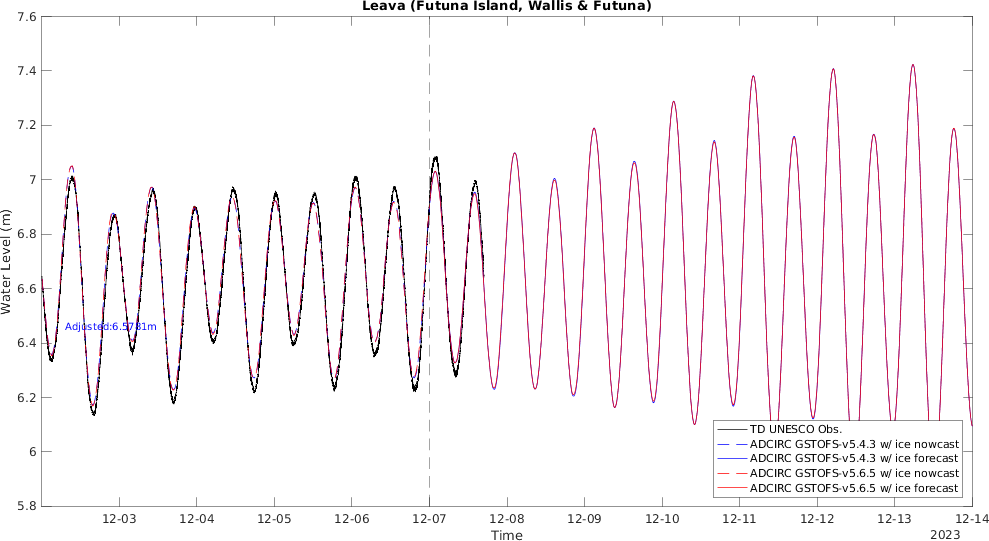 Leava (Futuna Island, Wallis & Futuna)
7.6
7.4
7.2
7
6.8
6.6
6.4
6.2
6
5.8
Water Level (m)
Adjusted:6.5781m
TD UNESCO Obs.
ADCIRC GSTOFS-v5.4.3 w/ ice nowcast
ADCIRC GSTOFS-v5.4.3 w/ ice forecast
ADCIRC GSTOFS-v5.6.5 w/ ice nowcast
ADCIRC GSTOFS-v5.6.5 w/ ice forecast
12-03 12-04 12-05 12-06 12-07 12-08 12-09 12-10 12-11 12-12 12-13 12-14
Time
2023